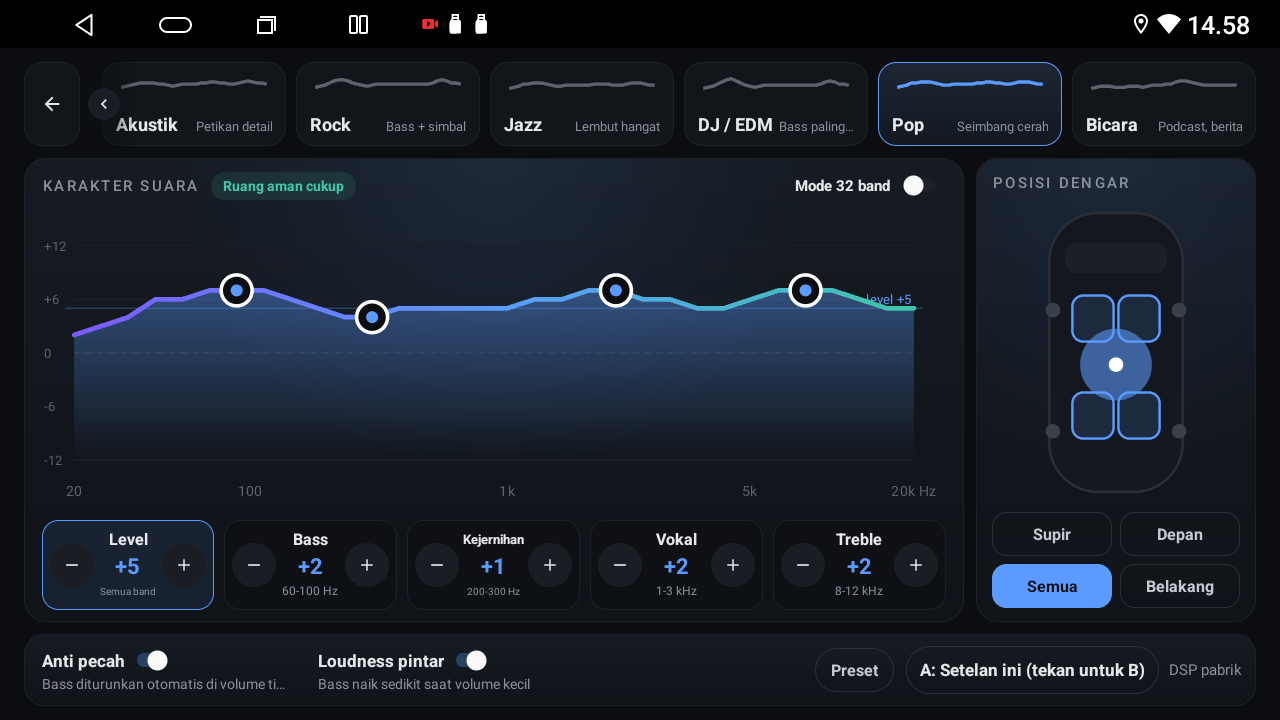 14.58
Akustik Petikan detail
Rock Bass + simbal
Jazz Lembut hangat
DJ / EDM Bass paling...
Pop Seimbang cerah
Bicara Podcast, berita
KARAKTER SUARA Ruang aman cukup Mode 32 band
+12
+6
level +5
0
-6
-12
20 100 1k 5k 20k Hz
Level
− +5 +
Semua band
Bass
− +2 +
60-100 Hz
Kejernihan
− +1 +
200-300 Hz
Vokal
− +2 +
1-3 kHz
Treble
− +2 +
8-12 kHz
POSISI DENGAR
Supir Depan
Semua Belakang
Anti pecah
Bass diturunkan otomatis di volume ti...
Loudness pintar
Bass naik sedikit saat volume kecil
Preset A: Setelan ini (tekan untuk B) DSP pabrik